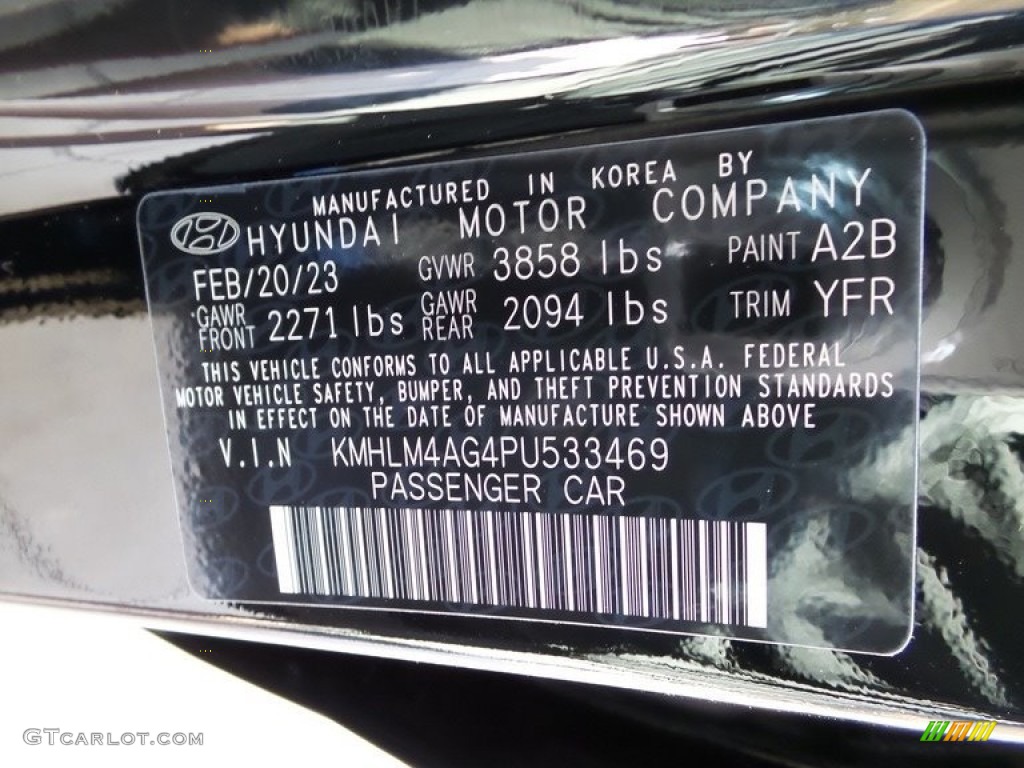 MANUFACTURED IN KOREA BY
HYUNDAI MOTOR COMPANY
FEB/20/23 GVWR 3858 lbs PAINT A2B
GAWR FRONT 2271 lbs GAWR REAR 2094 lbs TRIM YFR
THIS VEHICLE CONFORMS TO ALL APPLICABLE U.S.A. FEDERAL
MOTOR VEHICLE SAFETY, BUMPER, AND THEFT PREVENTION STANDARDS
IN EFFECT ON THE DATE OF MANUFACTURE SHOWN ABOVE
V.I.N KMHLM4AG4PU533469
PASSENGER CAR
GTCarlot.com